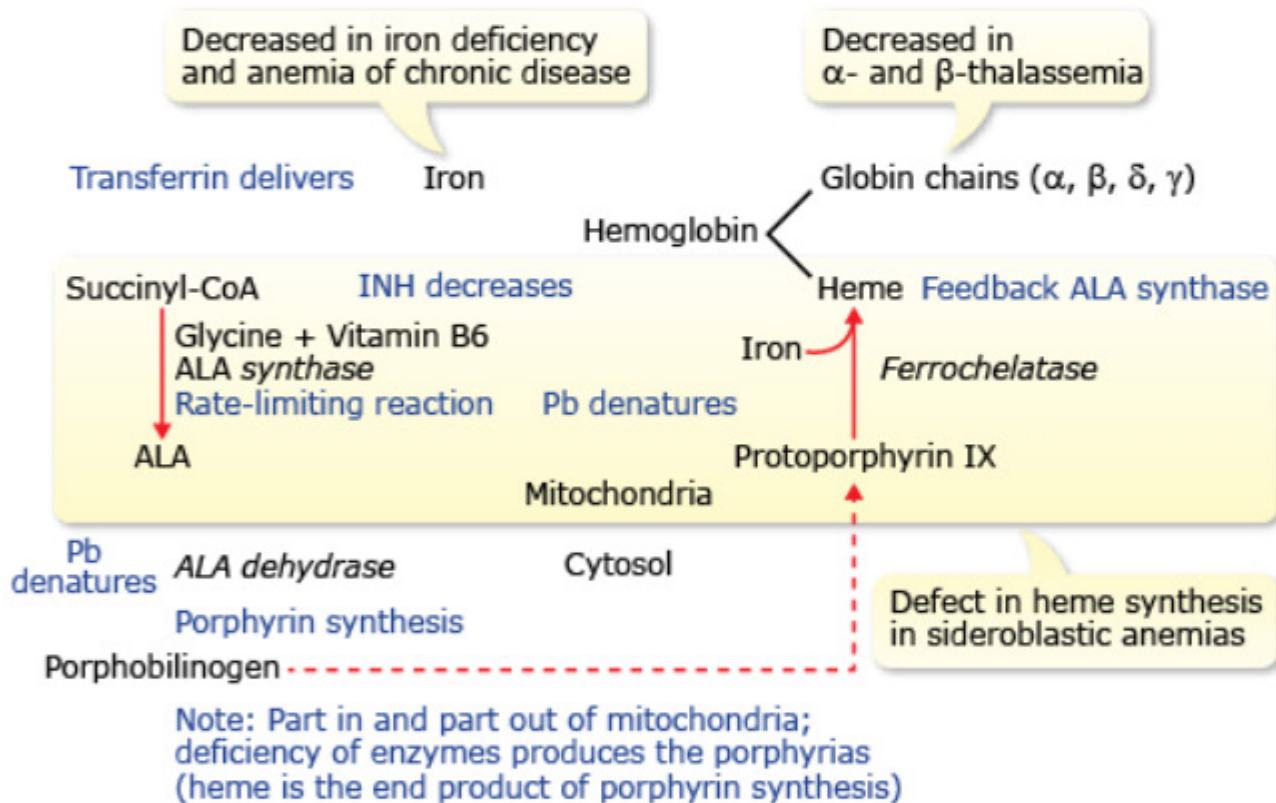 Decreased in iron deficiency
and anemia of chronic disease
Decreased in
α- and β-thalassemia
Transferrin delivers
Iron
Globin chains (α, β, δ, γ)
Hemoglobin
Succinyl-CoA
INH decreases
Heme
Feedback ALA synthase
Glycine + Vitamin B6
ALA synthase
Rate-limiting reaction
Iron
Ferrochelatase
Pb denatures
ALA
Protoporphyrin IX
Mitochondria
Pb
denatures
ALA dehydrase
Cytosol
Porphyrin synthesis
Defect in heme synthesis
in sideroblastic anemias
Porphobilinogen
Note: Part in and part out of mitochondria;
deficiency of enzymes produces the porphyrias
(heme is the end product of porphyrin synthesis)